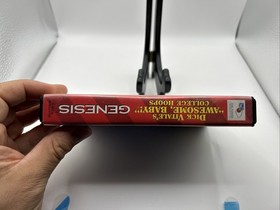 DICK VITALE'S
"AWESOME, BABY!"
COLLEGE HOOPS
GENESIS